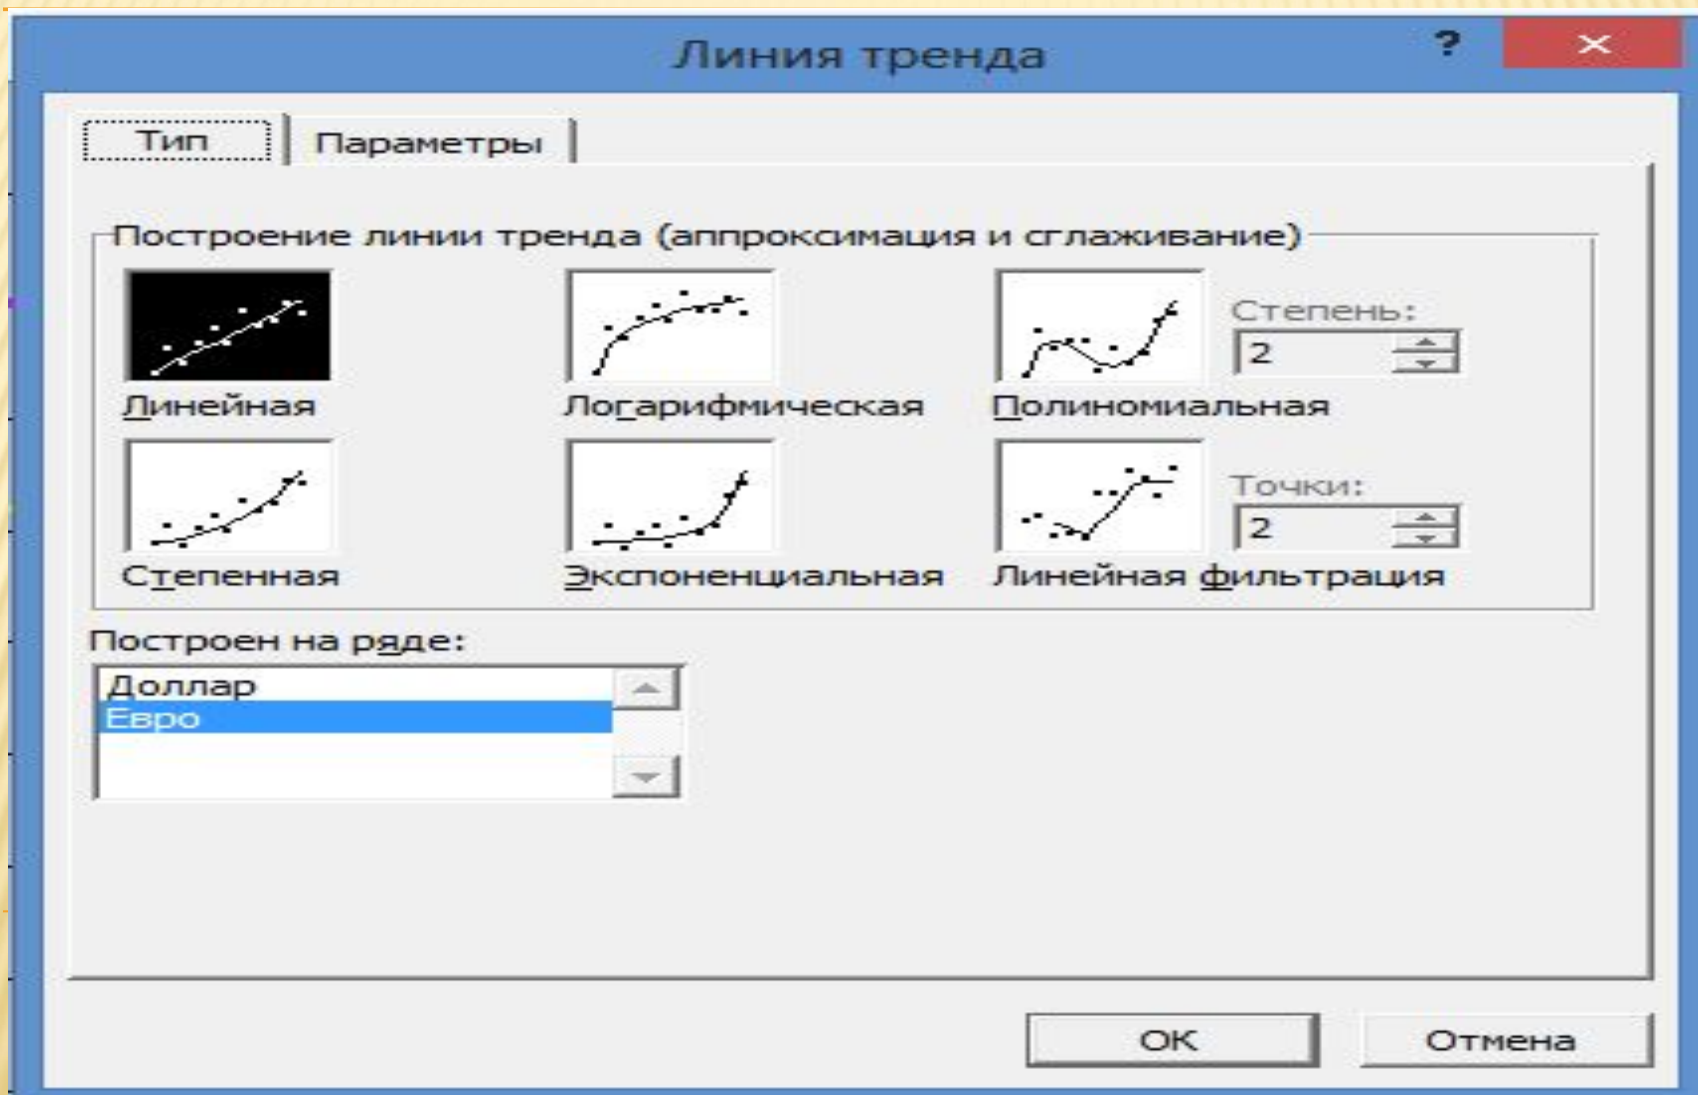 Линия тренда
?
Тип
Параметры
Построение линии тренда (аппроксимация и сглаживание)
Степень:
2
Линейная
Логарифмическая
Полиномиальная
Точки:
2
Степенная
Экспоненциальная
Линейная фильтрация
Построен на ряде:
Доллар
Евро
ОК
Отмена